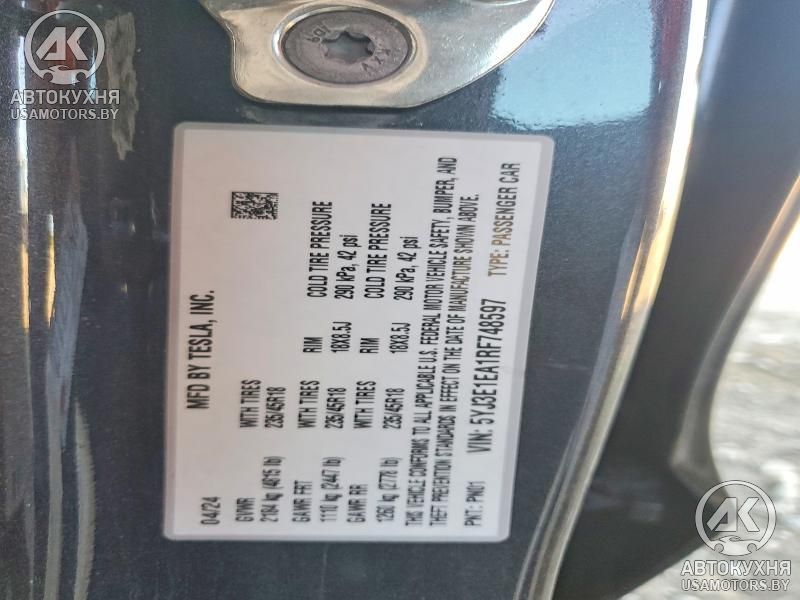 AK
АВТОКУХНЯ
USAMOTORS.BY
MFD BY TESLA, INC.
04/24
GVWR WITH TIRES RIM COLD TIRE PRESSURE
2184 kg (4815 lb) 235/45R18 18X8.5J 290 kPa, 42 psi
GAWR FRT WITH TIRES RIM COLD TIRE PRESSURE
1110 kg (2447 lb) 235/45R18 18X8.5J 290 kPa, 42 psi
GAWR RR
1260 kg (2778 lb)
THIS VEHICLE CONFORMS TO ALL APPLICABLE U.S. FEDERAL MOTOR VEHICLE SAFETY, BUMPER, AND
THEFT PREVENTION STANDARDS IN EFFECT ON THE DATE OF MANUFACTURE SHOWN ABOVE.
PNT: PN01 VIN: 5YJ3E1EA1RF748597 TYPE: PASSENGER CAR
AK
АВТОКУХНЯ
USAMOTORS.BY